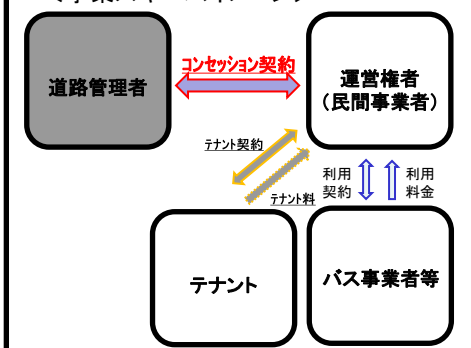 道路管理者
コンセッション契約
運営権者
(民間事業者)
テナント契約
テナント料
利用
契約
利用
料金
テナント
バス事業者等